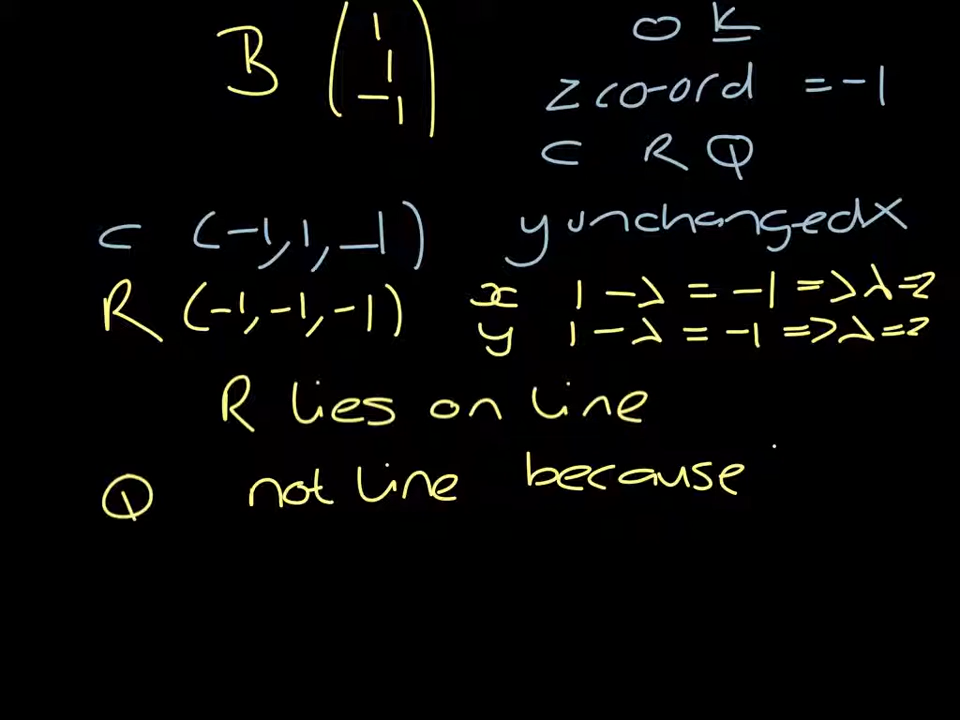 B (1
1
-1)
0 k
z co-ord = -1
C R Q
C (-1, 1, -1) y unchanged X
R (-1, -1, -1) x 1 - λ = -1 => λ = 2
y 1 - λ = -1 => λ = 2
R lies on line
Q not line because